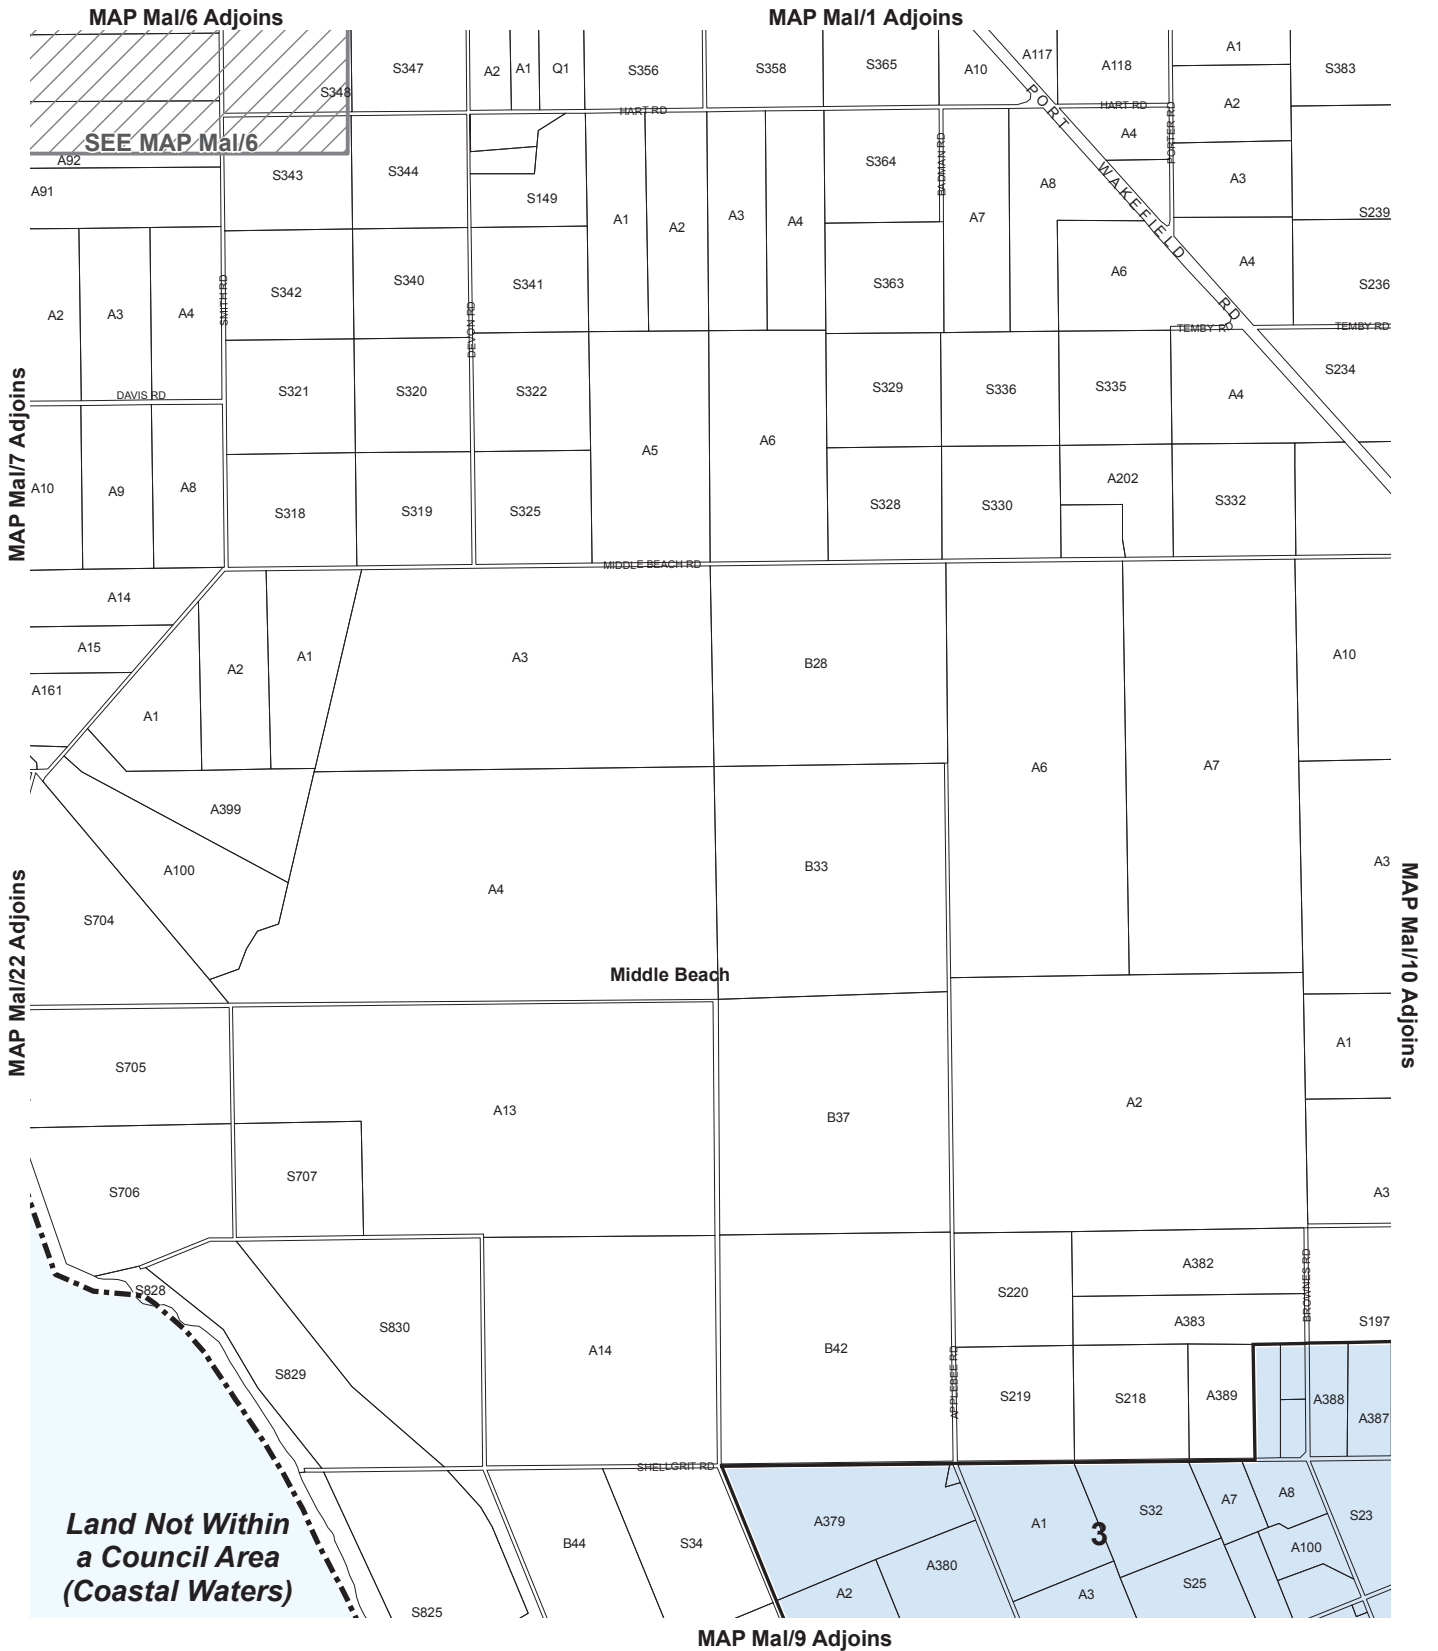 MAP Mal/6 Adjoins
MAP Mal/1 Adjoins
S347
A2
A1
Q1
S356
S358
S365
A10
A117
A118
A1
S383
S348
HART RD
HART RD
A2
SEE MAP Mal/6
A92
A91
S343
S344
S149
A1
A2
A3
A4
S364
BADMAN RD
A7
A8
PORT WAKEFIELD RD
A4
PORTER RD
A3
S239
A2
A3
A4
SMITH RD
S342
S340
DEVON RD
S341
S363
A6
A4
S236
TEMBY RD
TEMBY RD
MAP Mal/7 Adjoins
DAVIS RD
S321
S320
S322
A5
A6
S329
S336
S335
A4
S234
A10
A9
A8
S318
S319
S325
S328
S330
A202
S332
MIDDLE BEACH RD
A14
A15
A161
A1
A2
A1
A3
B28
A6
A7
A10
A399
A100
S704
A4
B33
A3
MAP Mal/22 Adjoins
MAP Mal/10 Adjoins
Middle Beach
S705
A13
B37
A2
A1
S706
S707
A3
S828
S829
S830
A14
B42
S220
A382
A383
BROWNES RD
S197
APPLEBEE RD
S219
S218
A389
A388
A387
SHELLGRIT RD
Land Not Within
a Council Area
(Coastal Waters)
S825
B44
S34
A379
A380
A2
A1
3
S32
A7
A8
S23
A100
A3
S25
MAP Mal/9 Adjoins